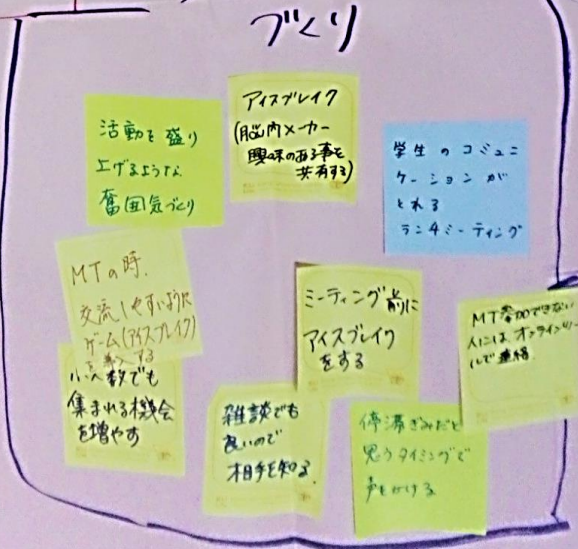 づくり
活動を盛り
上げるような
奮囲気づくり
アイスブレイク
(脳内メーカー
興味のある事を
共有する)
学生のコミュニ
ケーションが
とれる
ランチミーティング
MTの時、
交流しやすいように
ゲーム(アイスブレイク)
を導入する
ミーティング前に
アイスブレイク
をする
MT参加できない
人には、オンラインツー
ルで連絡
小人数でも
集まれる機会
を増やす
雑談でも
良いので
相手を知る
停滞ぎみだと
思うタイミングで
声をかける